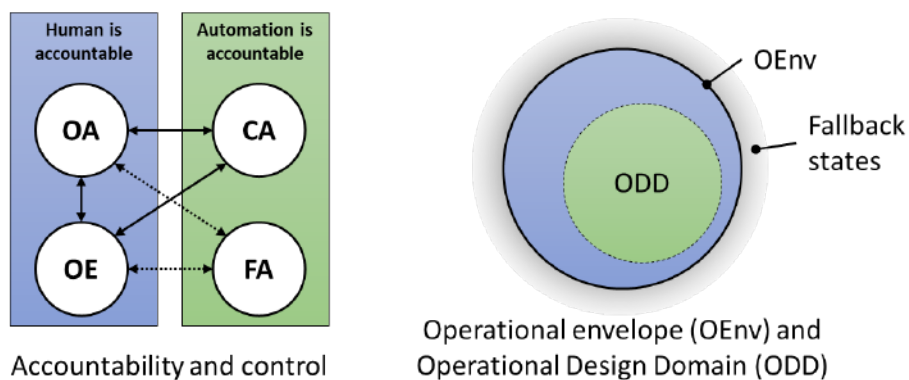 Human is
accountable
Automation is
accountable
OA
CA
OE
FA
Accountability and control
OEnv
Fallback
states
ODD
Operational envelope (OEnv) and
Operational Design Domain (ODD)